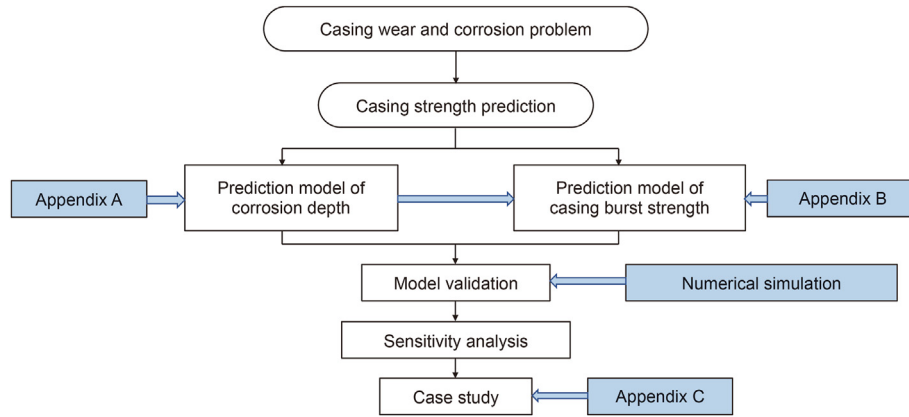 Casing wear and corrosion problem
Casing strength prediction
Appendix A
Prediction model of
corrosion depth
Prediction model of
casing burst strength
Appendix B
Model validation
Numerical simulation
Sensitivity analysis
Case study
Appendix C